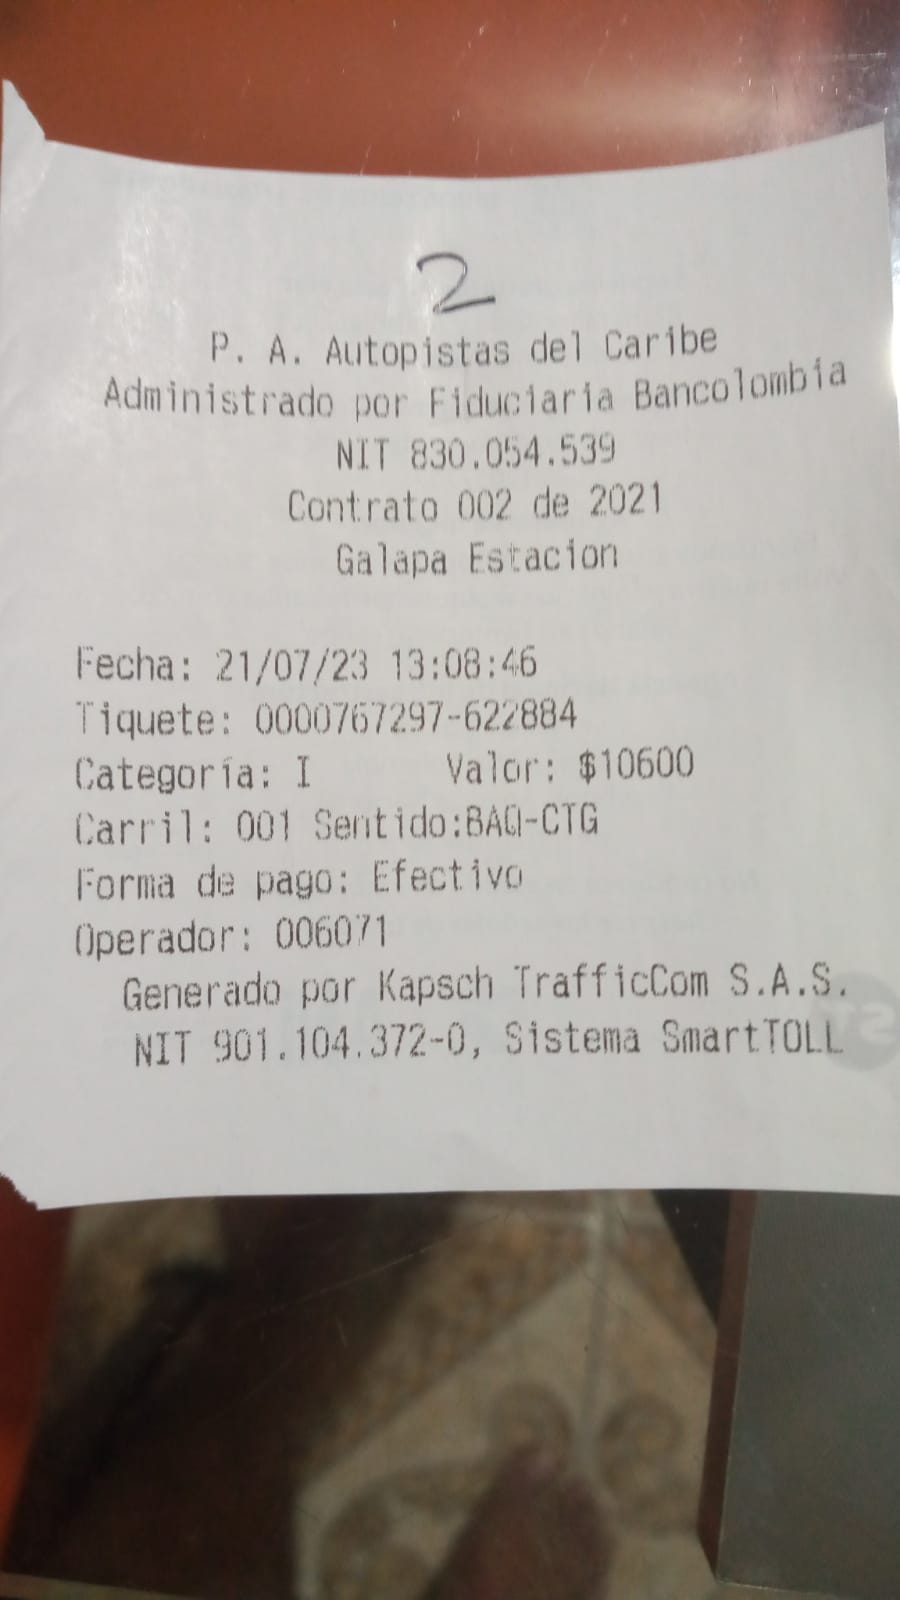 2
P. A. Autopistas del Caribe
Administrado por Fiduciaria Bancolombia
NIT 830.054.539
Contrato 002 de 2021
Galapa Estacion
Fecha: 21/07/23 13:08:46
Tiquete: 0000767297-622884
Categoría: I Valor: $10600
Carril: 001 Sentido:BAQ-CTG
Forma de pago: Efectivo
Operador: 006071
Generado por Kapsch TrafficCom S.A.S.
NIT 901.104.372-0, Sistema SmartTOLL